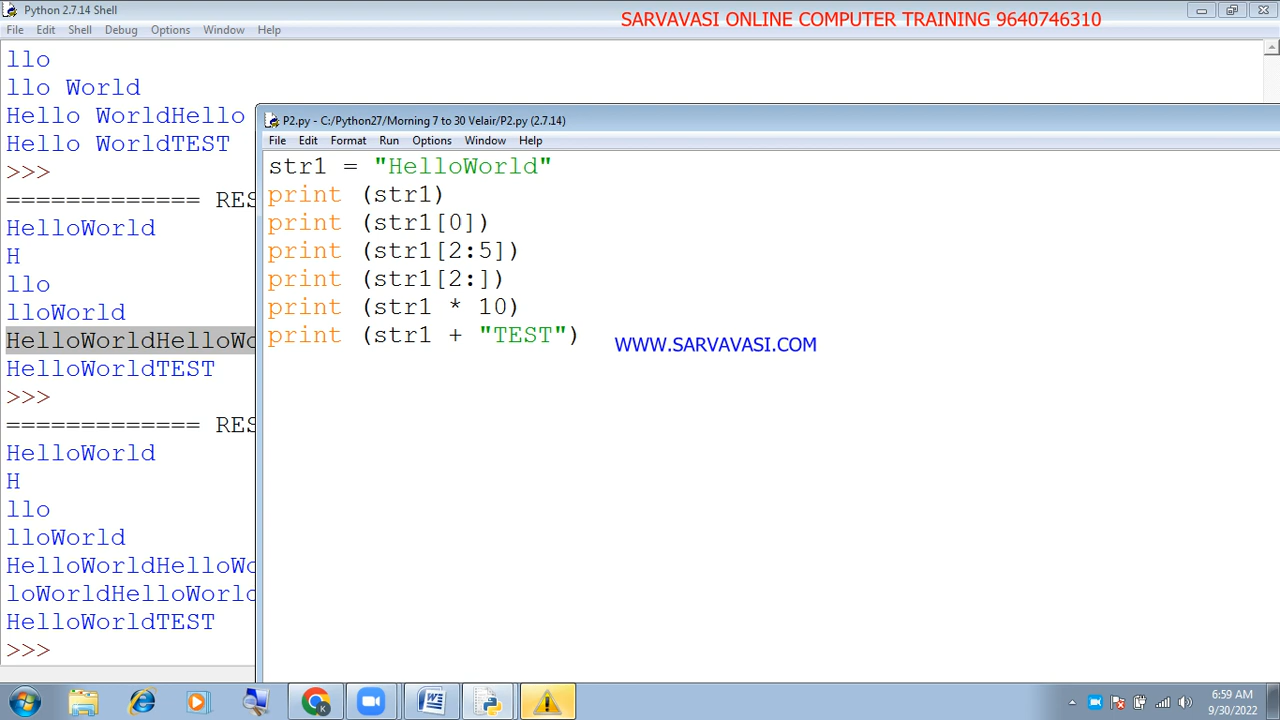 Python 2.7.14 Shell
SARVAVASI ONLINE COMPUTER TRAINING 9640746310
File Edit Shell Debug Options Window Help
llo
llo World
Hello WorldHello
Hello WorldTEST
>>>
============= RES
HelloWorld
H
llo
lloWorld
HelloWorldHelloWo
HelloWorldTEST
>>>
============= RES
HelloWorld
H
llo
lloWorld
HelloWorldHelloWo
loWorldHelloWorld
HelloWorldTEST
>>>
P2.py - C:/Python27/Morning 7 to 30 Velair/P2.py (2.7.14)
File Edit Format Run Options Window Help
str1 = "HelloWorld"
print (str1)
print (str1[0])
print (str1[2:5])
print (str1[2:])
print (str1 * 10)
print (str1 + "TEST")
WWW.SARVAVASI.COM
6:59 AM
9/30/2022